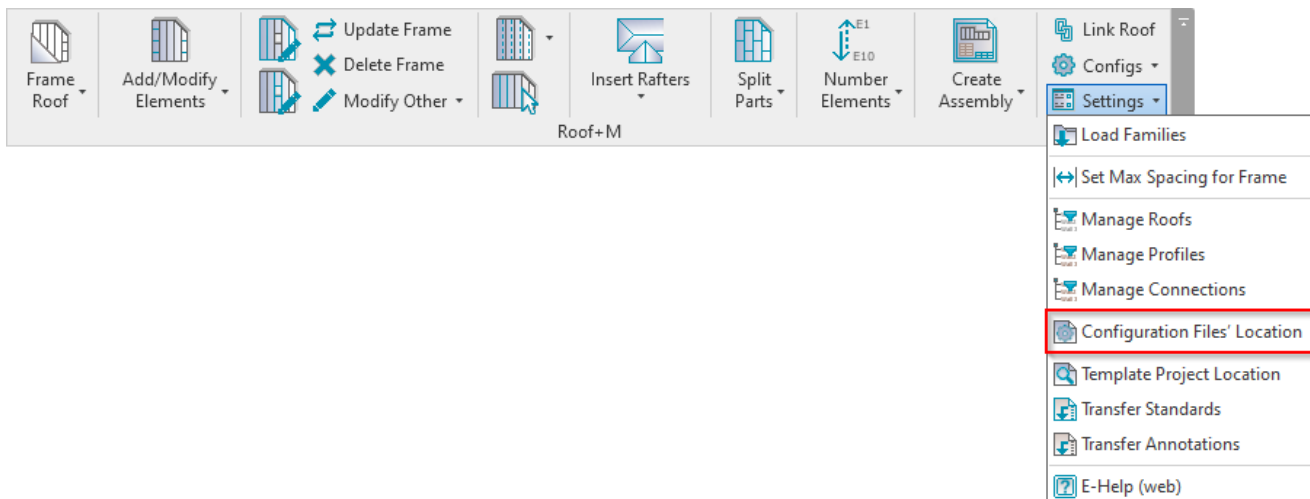 Frame
Roof
Add/Modify
Elements
Update Frame
Delete Frame
Modify Other
Insert Rafters
Split
Parts
E1
E10
Number
Elements
Create
Assembly
Link Roof
Configs
Settings
Roof+M
Load Families
Set Max Spacing for Frame
Manage Roofs
Manage Profiles
Manage Connections
Configuration Files’ Location
Template Project Location
Transfer Standards
Transfer Annotations
E-Help (web)